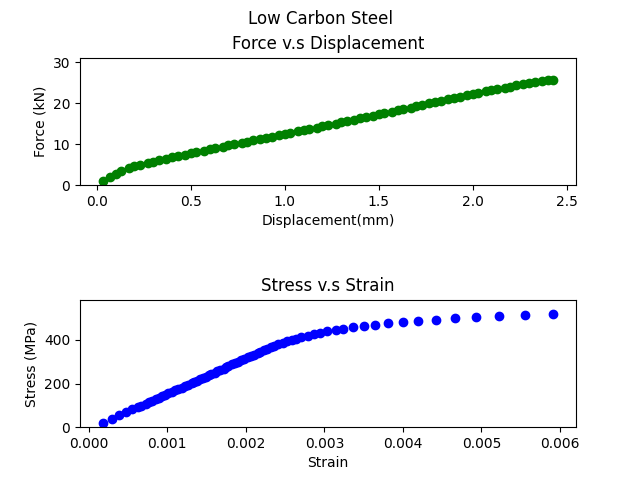 Low Carbon Steel
Force v.s Displacement
30
20
10
0
Force (kN)
0.0 0.5 1.0 1.5 2.0 2.5
Displacement(mm)
Stress v.s Strain
400
200
0
Stress (MPa)
0.000 0.001 0.002 0.003 0.004 0.005 0.006
Strain